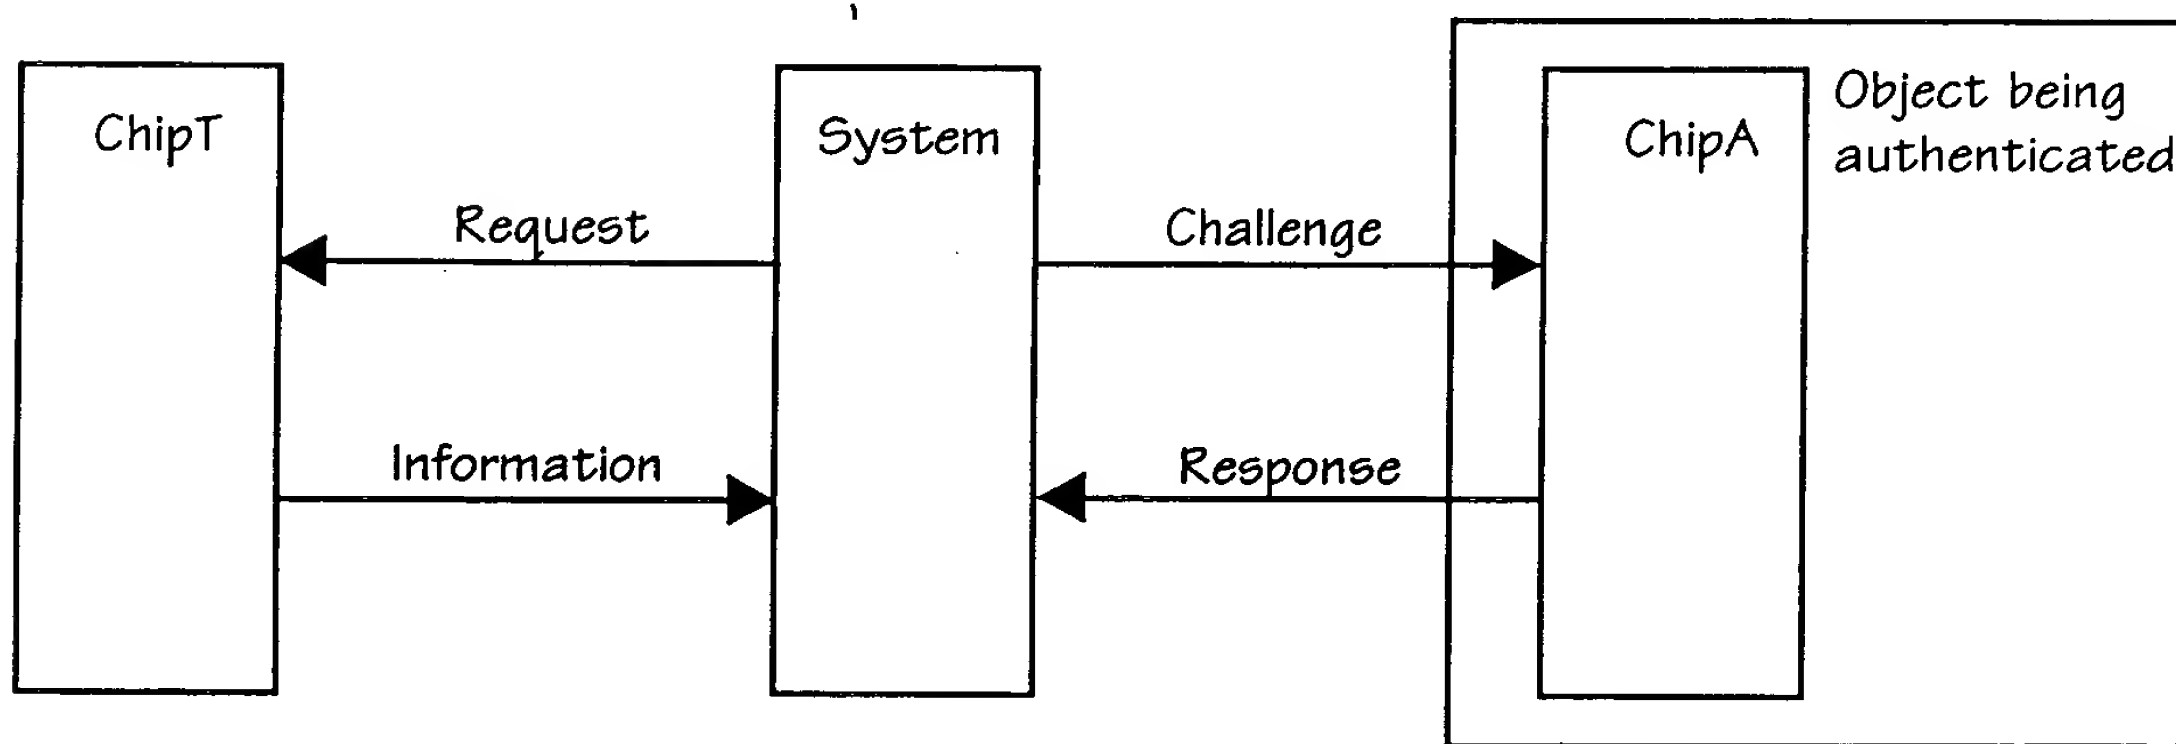 ChipT
System
ChipA
Object being
authenticated
Request
Challenge
Information
Response